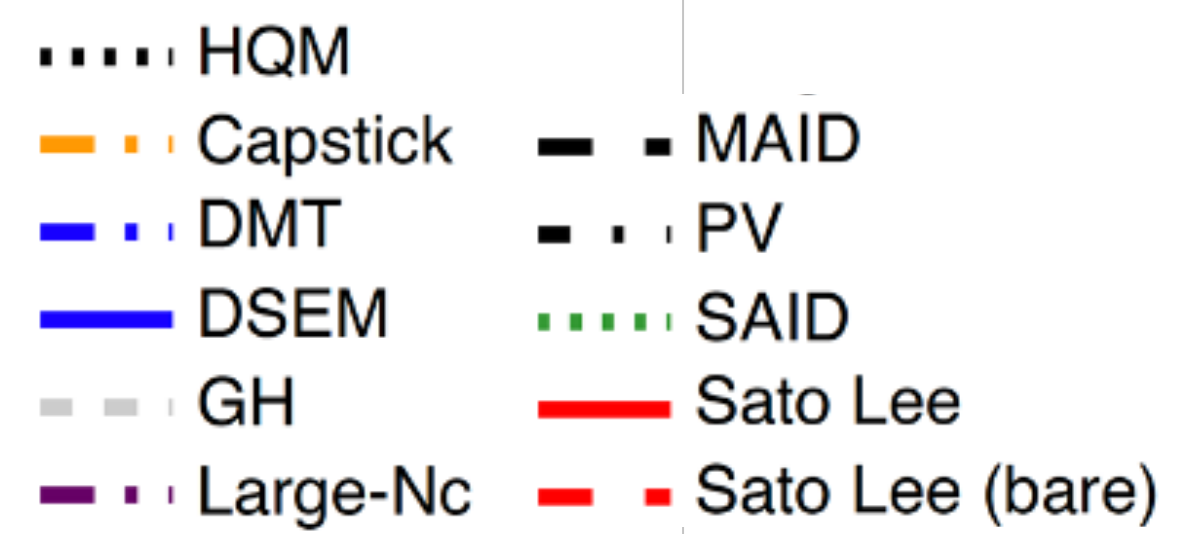 HQM
Capstick
DMT
DSEM
GH
Large-Nc
MAID
PV
SAID
Sato Lee
Sato Lee (bare)